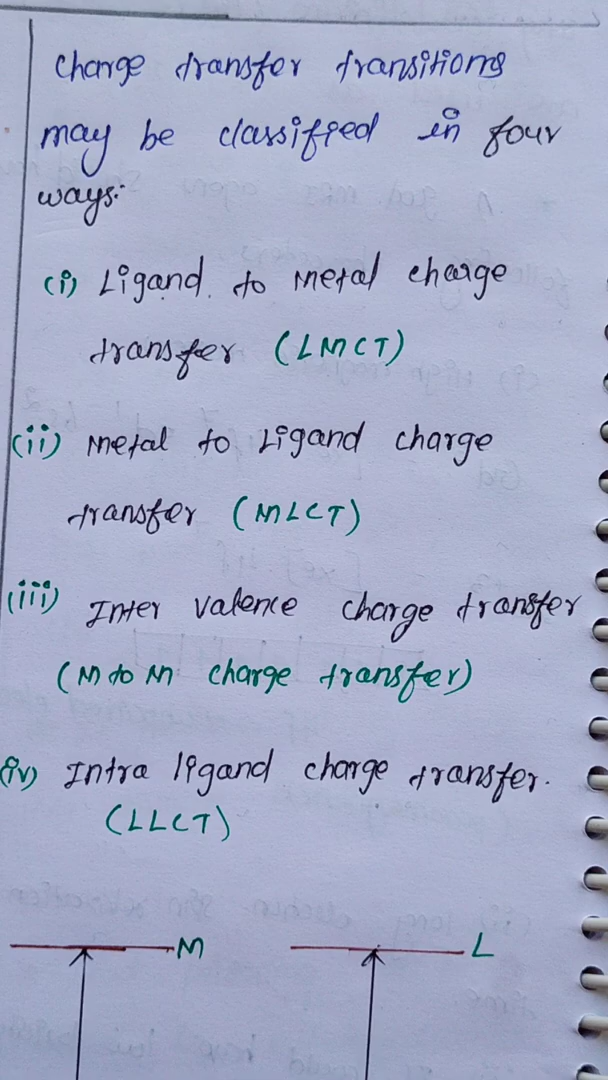 Charge transfer transitions
may be classified in four
ways:-
(i) Ligand to metal charge
transfer (LMCT)
(ii) metal to Ligand charge
transfer (MLCT)
(iii) Inter valence charge transfer
(M to M charge transfer)
(iv) Intra ligand charge transfer.
(LLCT)
M L